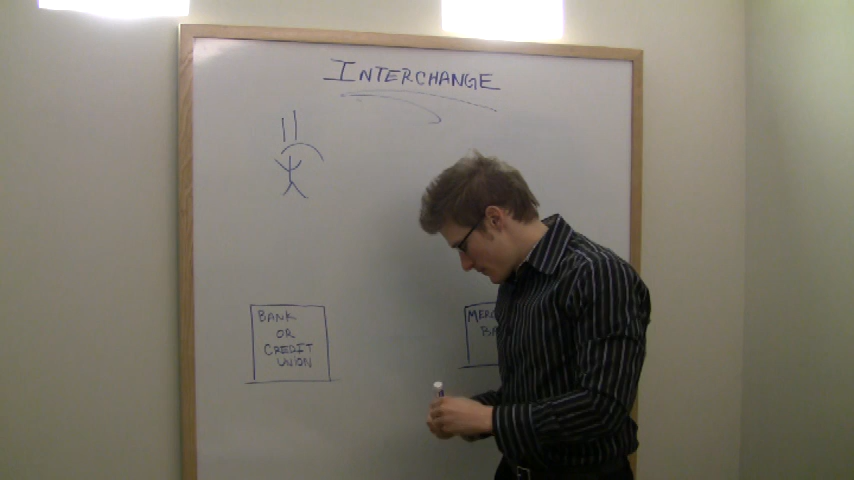 INTERCHANGE
BANK
OR
CREDIT
UNION